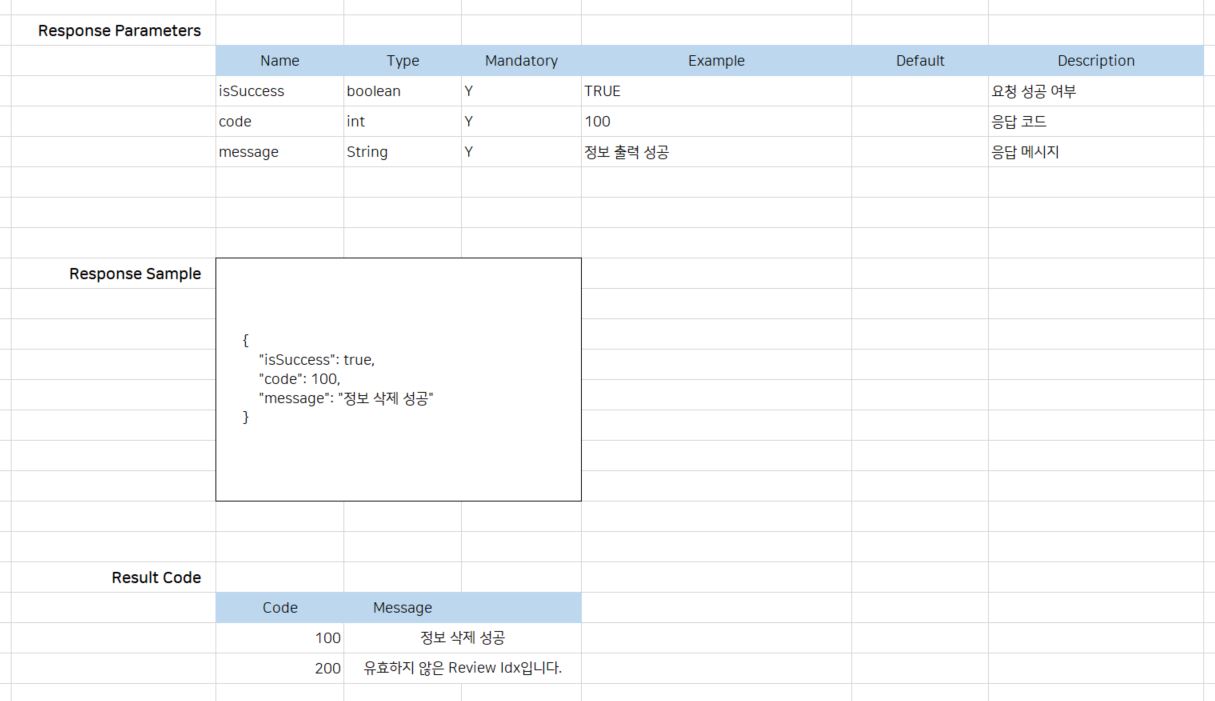 Response Parameters
Name Type Mandatory Example Default Description
isSuccess boolean Y TRUE 요청 성공 여부
code int Y 100 응답 코드
message String Y 정보 출력 성공 응답 메시지
Response Sample
{
"isSuccess": true,
"code": 100,
"message": "정보 삭제 성공"
}
Result Code
Code Message
100 정보 삭제 성공
200 유효하지 않은 Review Idx입니다.